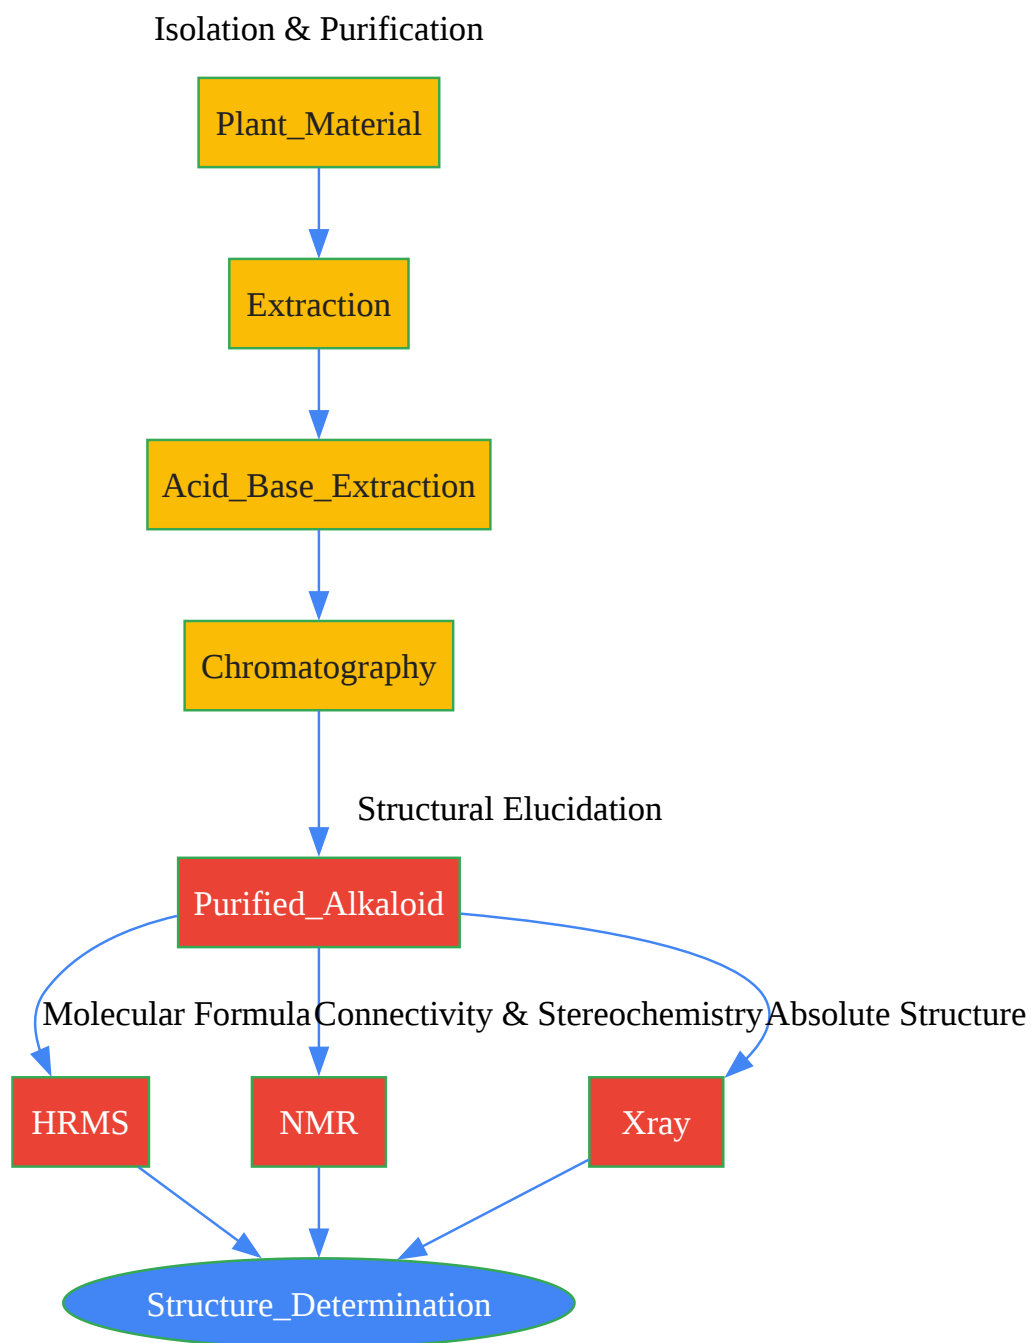 Isolation & Purification
Plant_Material
Extraction
Acid_Base_Extraction
Chromatography
Structural Elucidation
Purified_Alkaloid
Molecular Formula
Connectivity & Stereochemistry
Absolute Structure
HRMS
NMR
Xray
Structure_Determination